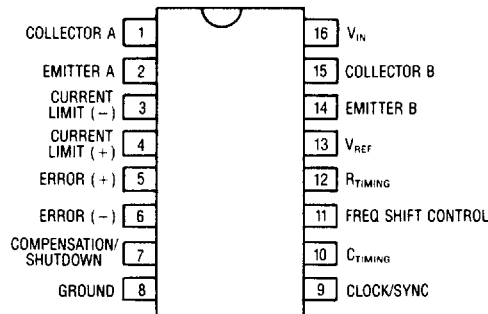 COLLECTOR A 1
EMITTER A 2
CURRENT
LIMIT (−) 3
CURRENT
LIMIT (+) 4
ERROR (+) 5
ERROR (−) 6
COMPENSATION/
SHUTDOWN 7
GROUND 8
16 VIN
15 COLLECTOR B
14 EMITTER B
13 VREF
12 RTIMING
11 FREQ SHIFT CONTROL
10 CTIMING
9 CLOCK/SYNC